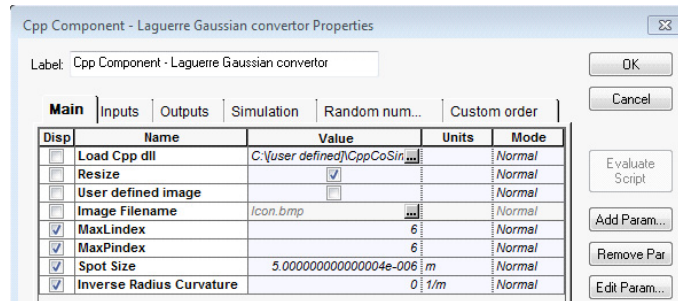 Cpp Component - Laguerre Gaussian convertor Properties
Label: Cpp Component - Laguerre Gaussian convertor
OK
Cancel
Main Inputs Outputs Simulation Random num... Custom order
Disp Name Value Units Mode
Load Cpp dll C:\[user defined]\CppCoSin ... Normal
Resize Normal
User defined image Normal
Image Filename Icon.bmp ... Normal
MaxLindex 6 Normal
MaxPindex 6 Normal
Spot Size 5.000000000000004e-006 m Normal
Inverse Radius Curvature 0 1/m Normal
Evaluate
Script
Add Param...
Remove Par
Edit Param...